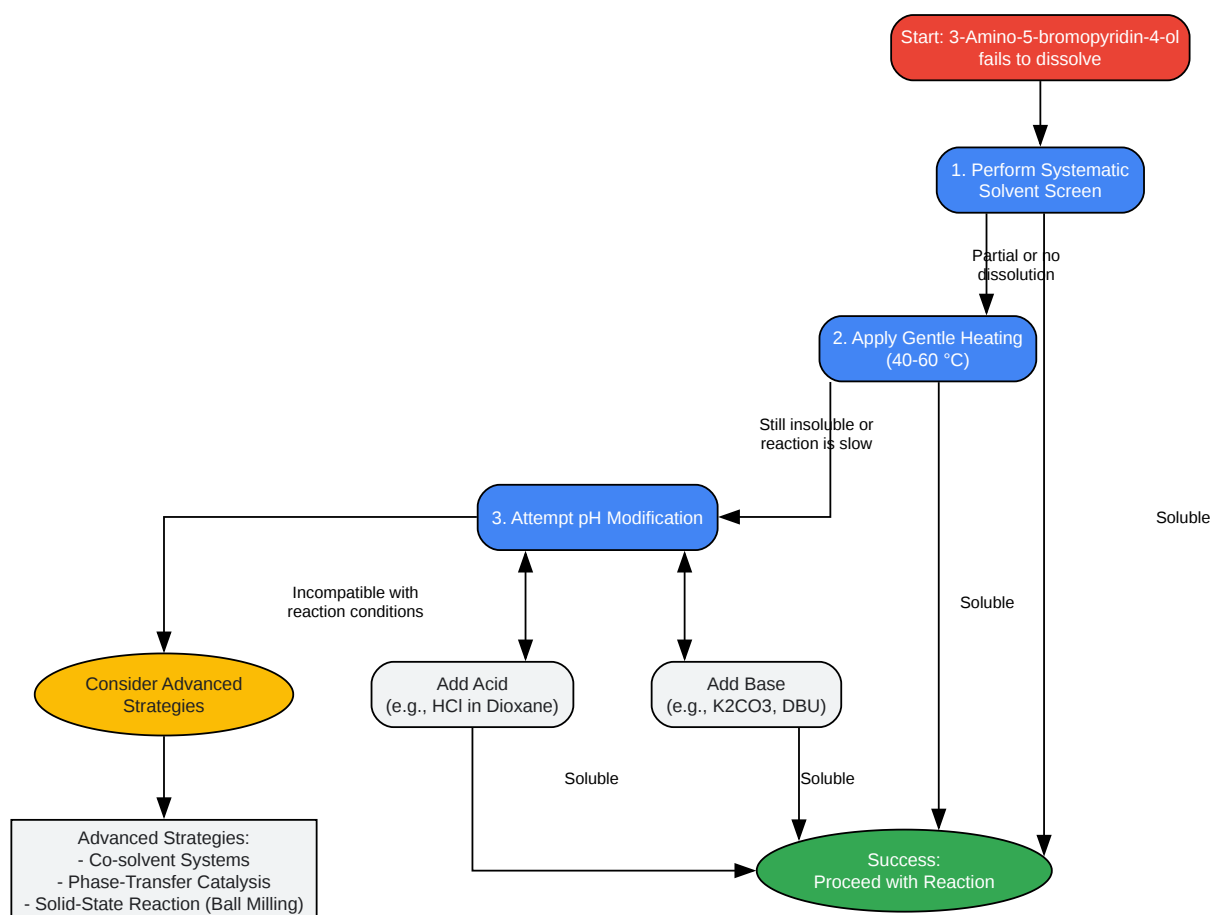 Start: 3-Amino-5-bromopyridin-4-ol
fails to dissolve
1. Perform Systematic
Solvent Screen
Partial or no
dissolution
2. Apply Gentle Heating
(40-60 °C)
Still insoluble or
reaction is slow
3. Attempt pH Modification
Soluble
Incompatible with
reaction conditions
Soluble
Consider Advanced
Strategies
Add Acid
(e.g., HCl in Dioxane)
Add Base
(e.g., K2CO3, DBU)
Soluble
Soluble
Advanced Strategies:
- Co-solvent Systems
- Phase-Transfer Catalysis
- Solid-State Reaction (Ball Milling)
Success:
Proceed with Reaction